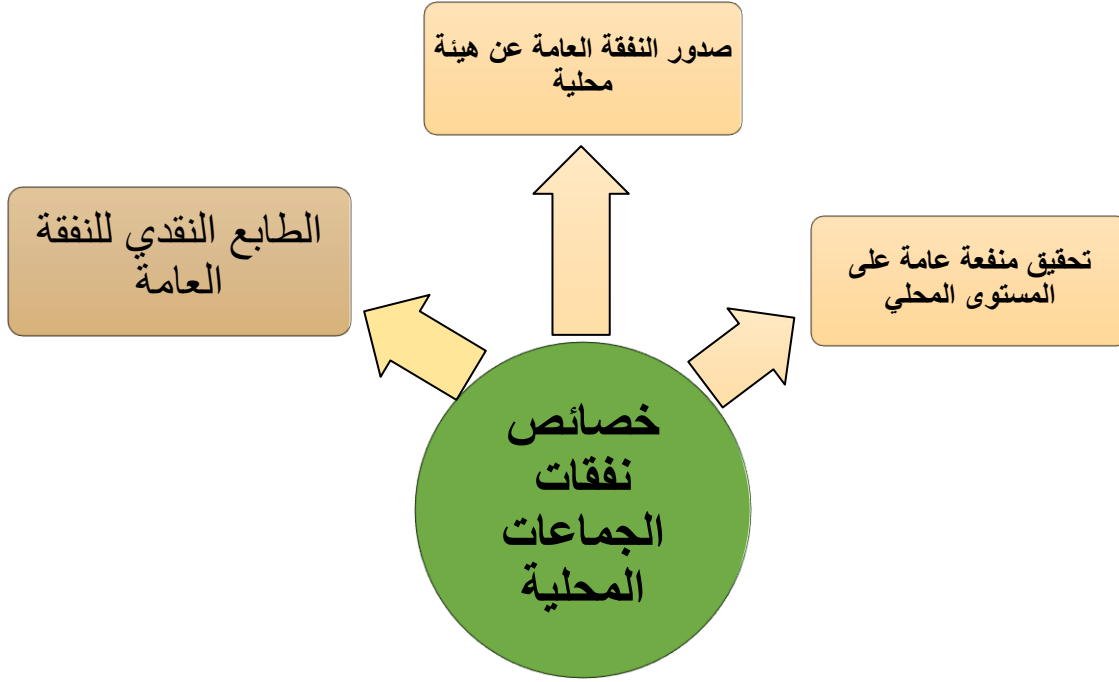 صدور النفقة العامة عن هيئة
محلية
تحقيق منفعة عامة على
المستوى المحلي
الطابع النقدي للنفقة
العامة
خصائص
نفقات
الجماعات
المحلية